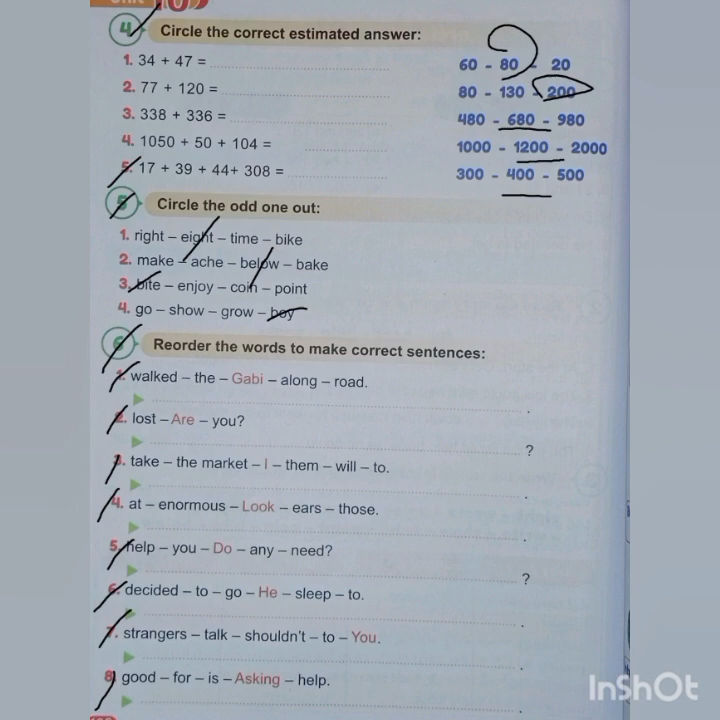 4 Circle the correct estimated answer:
1. 34 + 47 = 60 - 80 - 20
2. 77 + 120 = 80 - 130 - 200
3. 338 + 336 = 480 - 680 - 980
4. 1050 + 50 + 104 = 1000 - 1200 - 2000
5. 17 + 39 + 44+ 308 = 300 - 400 - 500
5 Circle the odd one out:
1. right – eight – time – bike
2. make – ache – below – bake
3. bite – enjoy – coin – point
4. go – show – grow – boy
6 Reorder the words to make correct sentences:
1. walked – the – Gabi – along – road.
.
2. lost – Are – you?
?
3. take – the market – I – them – will – to.
.
4. at – enormous – Look – ears – those.
.
5. help – you – Do – any – need?
?
6. decided – to – go – He – sleep – to.
.
7. strangers – talk – shouldn't – to – You.
.
8. good – for – is – Asking – help.
.
InShOt